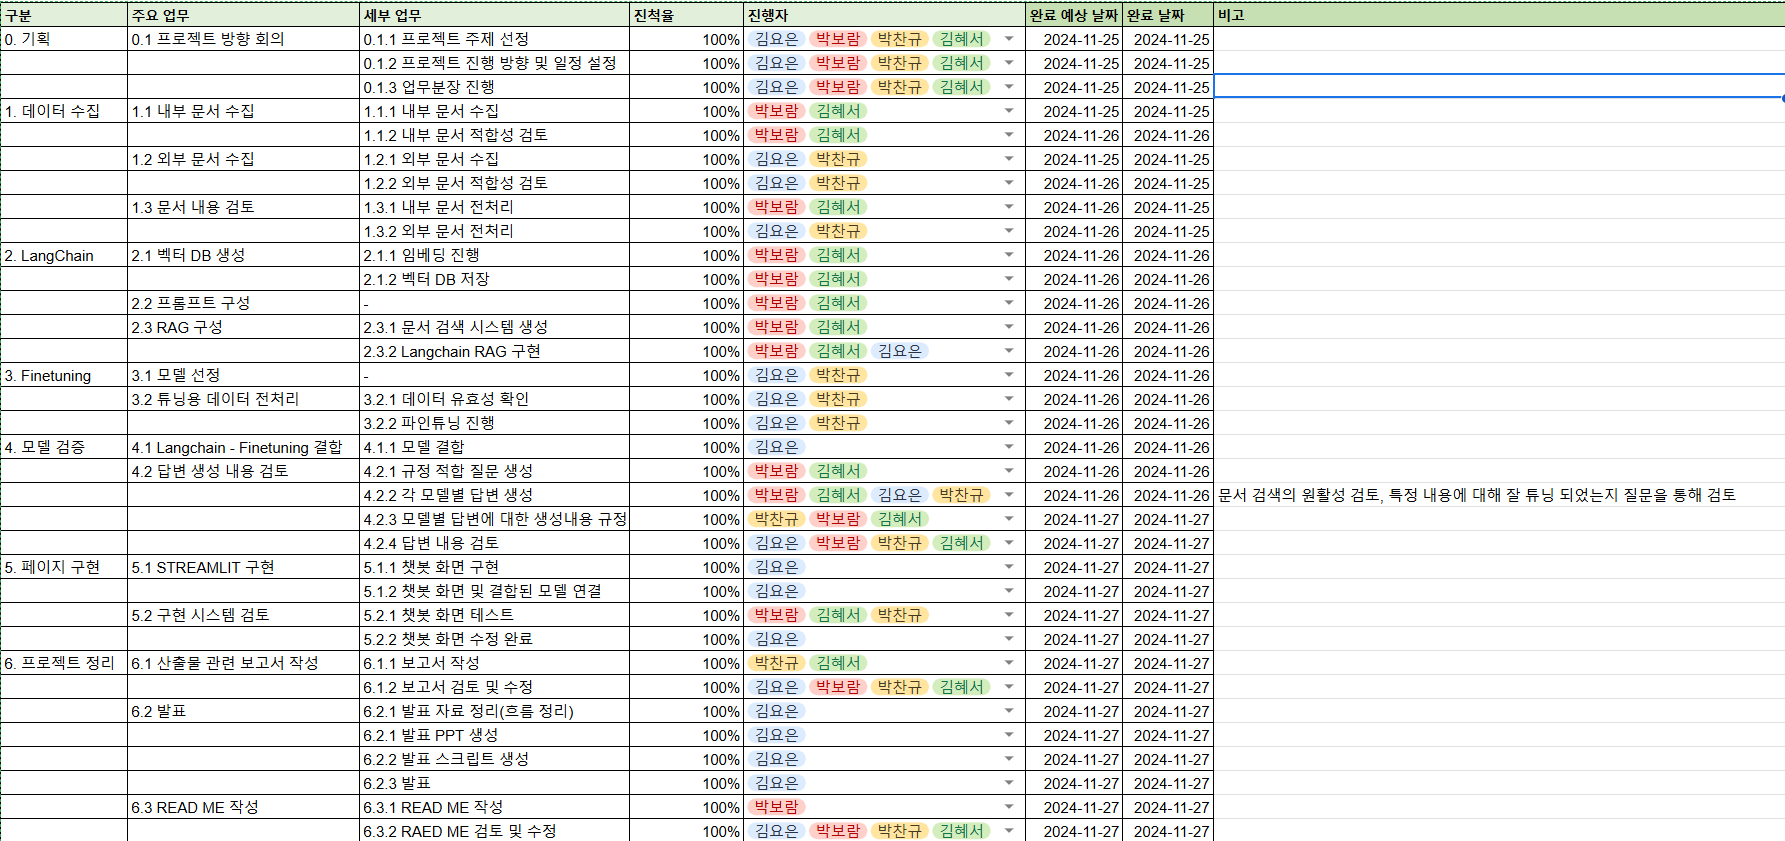 구분 주요 업무 세부 업무 진척율 진행자 완료 예상 날짜 완료 날짜 비고
0. 기획 0.1 프로젝트 방향 회의 0.1.1 프로젝트 주제 선정 100% 김요은 박보람 박찬규 김혜서 2024-11-25 2024-11-25
0.1.2 프로젝트 진행 방향 및 일정 설정 100% 김요은 박보람 박찬규 김혜서 2024-11-25 2024-11-25
0.1.3 업무분장 진행 100% 김요은 박보람 박찬규 김혜서 2024-11-25 2024-11-25
1. 데이터 수집 1.1 내부 문서 수집 1.1.1 내부 문서 수집 100% 박보람 김혜서 2024-11-25 2024-11-25
1.1.2 내부 문서 적합성 검토 100% 박보람 김혜서 2024-11-26 2024-11-26
1.2 외부 문서 수집 1.2.1 외부 문서 수집 100% 김요은 박찬규 2024-11-25 2024-11-25
1.2.2 외부 문서 적합성 검토 100% 김요은 박찬규 2024-11-26 2024-11-25
1.3 문서 내용 검토 1.3.1 내부 문서 전처리 100% 박보람 김혜서 2024-11-26 2024-11-25
1.3.2 외부 문서 전처리 100% 김요은 박찬규 2024-11-26 2024-11-25
2. LangChain 2.1 벡터 DB 생성 2.1.1 임베딩 진행 100% 박보람 김혜서 2024-11-26 2024-11-26
2.1.2 벡터 DB 저장 100% 박보람 김혜서 2024-11-26 2024-11-26
2.2 프롬프트 구성 - 100% 박보람 김혜서 2024-11-26 2024-11-26
2.3 RAG 구성 2.3.1 문서 검색 시스템 생성 100% 박보람 김혜서 2024-11-26 2024-11-26
2.3.2 Langchain RAG 구현 100% 박보람 김혜서 김요은 2024-11-26 2024-11-26
3. Finetuning 3.1 모델 선정 - 100% 김요은 박찬규 2024-11-26 2024-11-26
3.2 튜닝용 데이터 전처리 3.2.1 데이터 유효성 확인 100% 김요은 박찬규 2024-11-26 2024-11-26
3.2.2 파인튜닝 진행 100% 김요은 박찬규 2024-11-26 2024-11-26
4. 모델 검증 4.1 Langchain - Finetuning 결합 4.1.1 모델 결합 100% 김요은 2024-11-26 2024-11-26
4.2 답변 생성 내용 검토 4.2.1 규정 적합 질문 생성 100% 박보람 김혜서 2024-11-26 2024-11-26
4.2.2 각 모델별 답변 생성 100% 박보람 김혜서 김요은 박찬규 2024-11-26 2024-11-26 문서 검색의 원활성 검토, 특정 내용에 대해 잘 튜닝 되었는지 질문을 통해 검토
4.2.3 모델별 답변에 대한 생성내용 규정 100% 박찬규 박보람 김혜서 2024-11-27 2024-11-27
4.2.4 답변 내용 검토 100% 김요은 박보람 박찬규 김혜서 2024-11-27 2024-11-27
5. 페이지 구현 5.1 STREAMLIT 구현 5.1.1 챗봇 화면 구현 100% 김요은 2024-11-27 2024-11-27
5.1.2 챗봇 화면 및 결합된 모델 연결 100% 김요은 2024-11-27 2024-11-27
5.2 구현 시스템 검토 5.2.1 챗봇 화면 테스트 100% 박보람 김혜서 박찬규 2024-11-27 2024-11-27
5.2.2 챗봇 화면 수정 완료 100% 김요은 2024-11-27 2024-11-27
6. 프로젝트 정리 6.1 산출물 관련 보고서 작성 6.1.1 보고서 작성 100% 박찬규 김혜서 2024-11-27 2024-11-27
6.1.2 보고서 검토 및 수정 100% 김요은 박보람 박찬규 김혜서 2024-11-27 2024-11-27
6.2 발표 6.2.1 발표 자료 정리(흐름 정리) 100% 김요은 2024-11-27 2024-11-27
6.2.1 발표 PPT 생성 100% 김요은 2024-11-27 2024-11-27
6.2.2 발표 스크립트 생성 100% 김요은 2024-11-27 2024-11-27
6.2.3 발표 100% 김요은 2024-11-27 2024-11-27
6.3 READ ME 작성 6.3.1 READ ME 작성 100% 박보람 2024-11-27 2024-11-27
6.3.2 RAED ME 검토 및 수정 100% 김요은 박보람 박찬규 김혜서 2024-11-27 2024-11-27